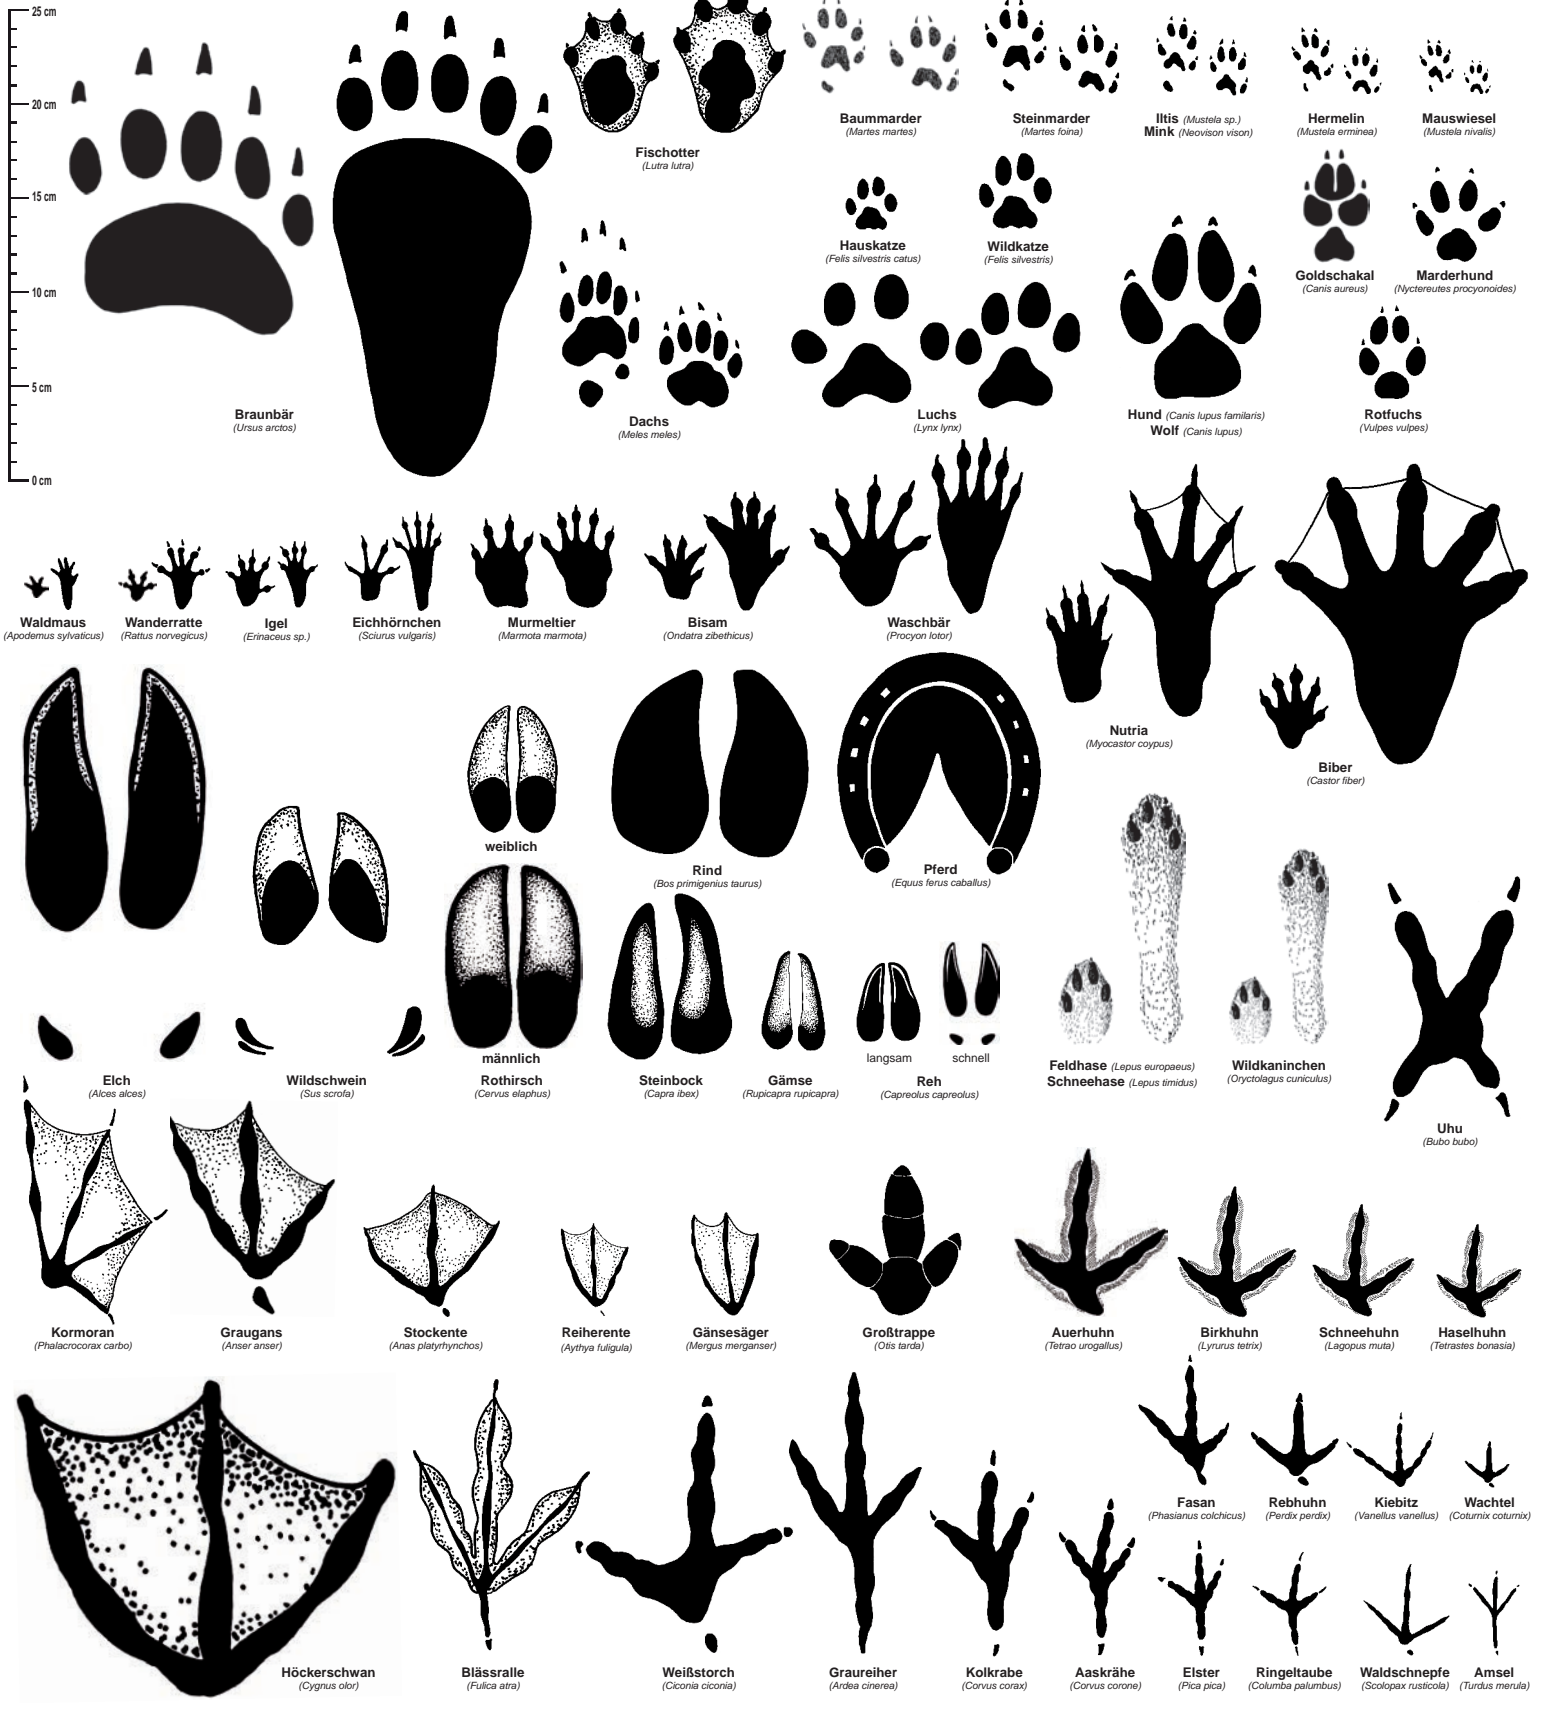 25 cm
20 cm
15 cm
10 cm
5 cm
0 cm
Braunbär
(Ursus arctos)
Fischotter
(Lutra lutra)
Baummarder
(Martes martes)
Steinmarder
(Martes foina)
Iltis (Mustela sp.)
Mink (Neovison vison)
Hermelin
(Mustela erminea)
Mauswiesel
(Mustela nivalis)
Hauskatze
(Felis silvestris catus)
Wildkatze
(Felis silvestris)
Goldschakal
(Canis aureus)
Marderhund
(Nyctereutes procyonoides)
Dachs
(Meles meles)
Luchs
(Lynx lynx)
Hund (Canis lupus familaris)
Wolf (Canis lupus)
Rotfuchs
(Vulpes vulpes)
Waldmaus
(Apodemus sylvaticus)
Wanderratte
(Rattus norvegicus)
Igel
(Erinaceus sp.)
Eichhörnchen
(Sciurus vulgaris)
Murmeltier
(Marmota marmota)
Bisam
(Ondatra zibethicus)
Waschbär
(Procyon lotor)
Nutria
(Myocastor coypus)
Biber
(Castor fiber)
weiblich
männlich
Rind
(Bos primigenius taurus)
Pferd
(Equus ferus caballus)
langsam
schnell
Elch
(Alces alces)
Wildschwein
(Sus scrofa)
Rothirsch
(Cervus elaphus)
Steinbock
(Capra ibex)
Gämse
(Rupicapra rupicapra)
Reh
(Capreolus capreolus)
Feldhase (Lepus europaeus)
Schneehase (Lepus timidus)
Wildkaninchen
(Oryctolagus cuniculus)
Uhu
(Bubo bubo)
Kormoran
(Phalacrocorax carbo)
Graugans
(Anser anser)
Stockente
(Anas platyrhynchos)
Reiherente
(Aythya fuligula)
Gänsesäger
(Mergus merganser)
Großtrappe
(Otis tarda)
Auerhuhn
(Tetrao urogallus)
Birkhuhn
(Lyrurus tetrix)
Schneehuhn
(Lagopus muta)
Haselhuhn
(Tetrastes bonasia)
Fasan
(Phasianus colchicus)
Rebhuhn
(Perdix perdix)
Kiebitz
(Vanellus vanellus)
Wachtel
(Coturnix coturnix)
Höckerschwan
(Cygnus olor)
Blässralle
(Fulica atra)
Weißstorch
(Ciconia ciconia)
Graureiher
(Ardea cinerea)
Kolkrabe
(Corvus corax)
Aaskrähe
(Corvus corone)
Elster
(Pica pica)
Ringeltaube
(Columba palumbus)
Waldschnepfe
(Scolopax rusticola)
Amsel
(Turdus merula)